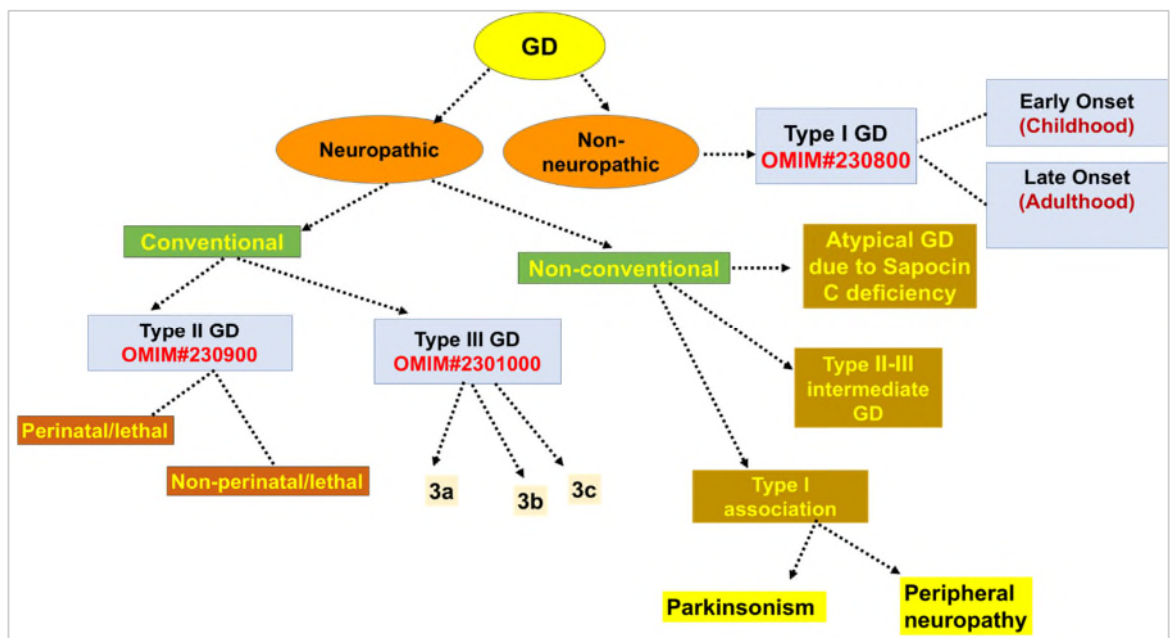 GD
Neuropathic
Non-
neuropathic
Type I GD
OMIM#230800
Early Onset
(Childhood)
Late Onset
(Adulthood)
Conventional
Non-conventional
Atypical GD
due to Sapocin
C deficiency
Type II GD
OMIM#230900
Type III GD
OMIM#2301000
Type II-III
intermediate
GD
Perinatal/lethal
Non-perinatal/lethal
3a
3b
3c
Type I
association
Parkinsonism
Peripheral
neuropathy